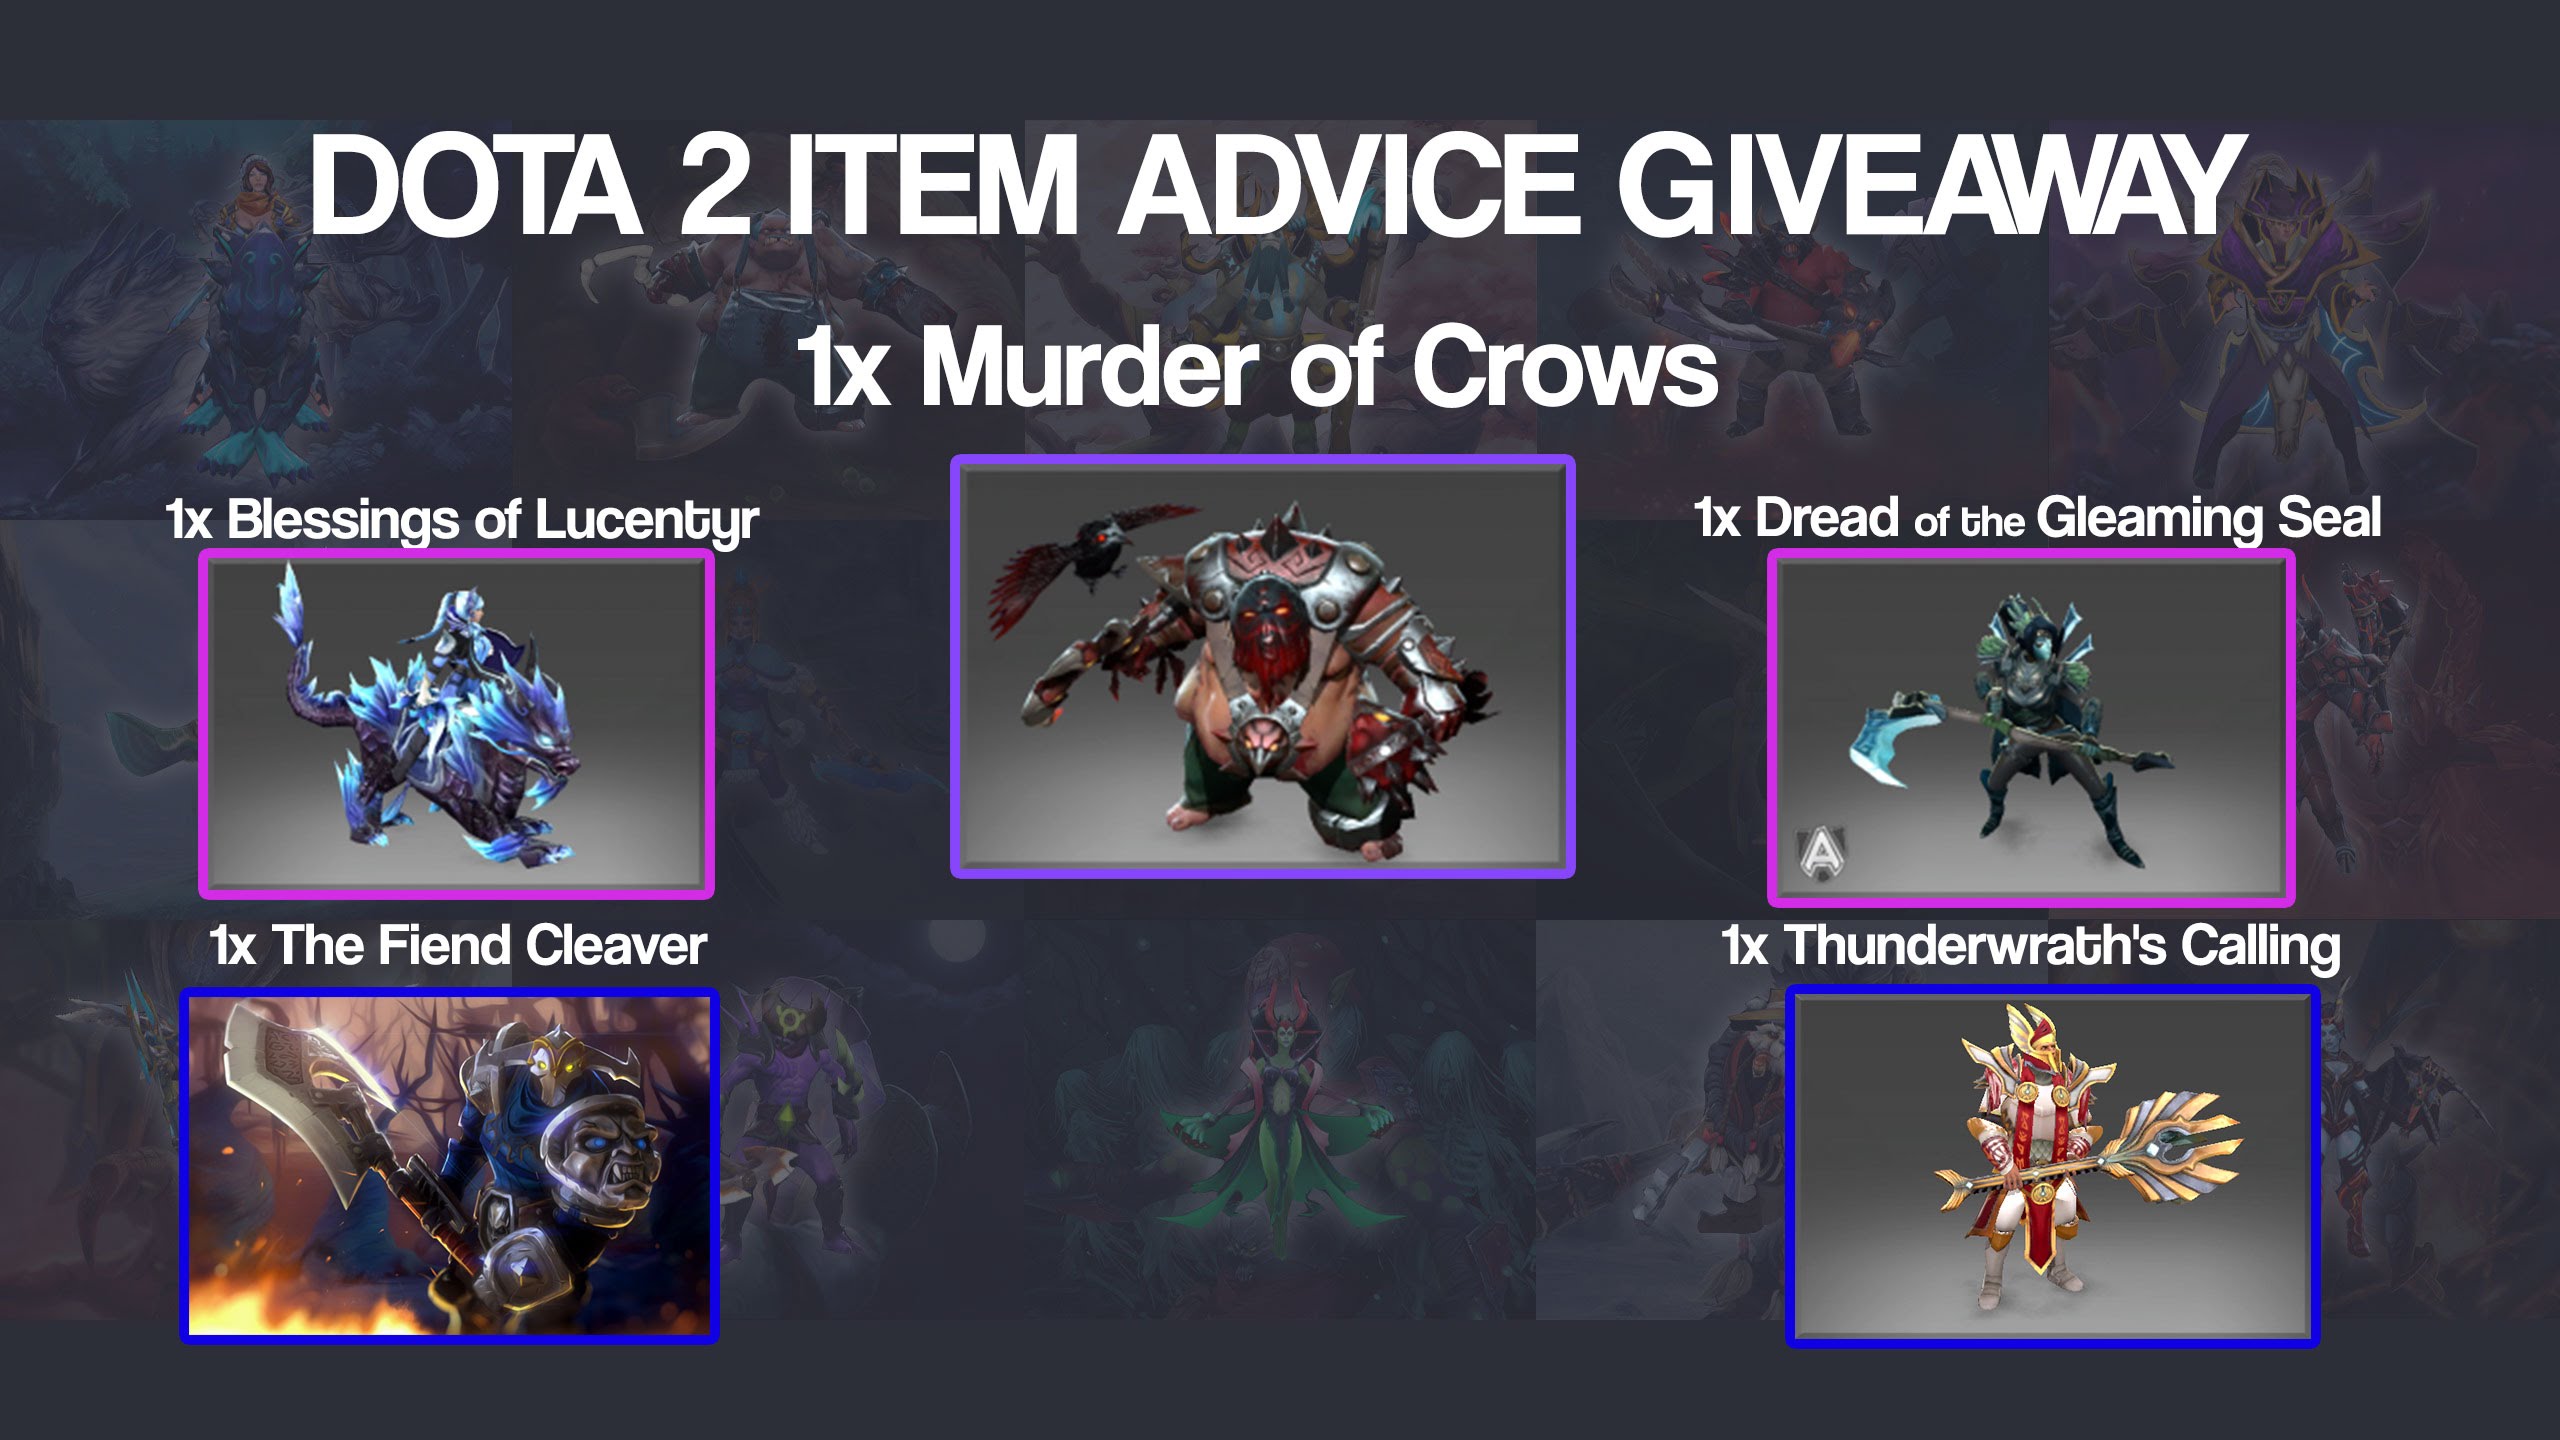 DOTA 2 ITEM ADVICE GIVEAWAY
1x Murder of Crows
1x Blessings of Lucentyr
1x Dread of the Gleaming Seal
A
1x The Fiend Cleaver
1x Thunderwrath's Calling